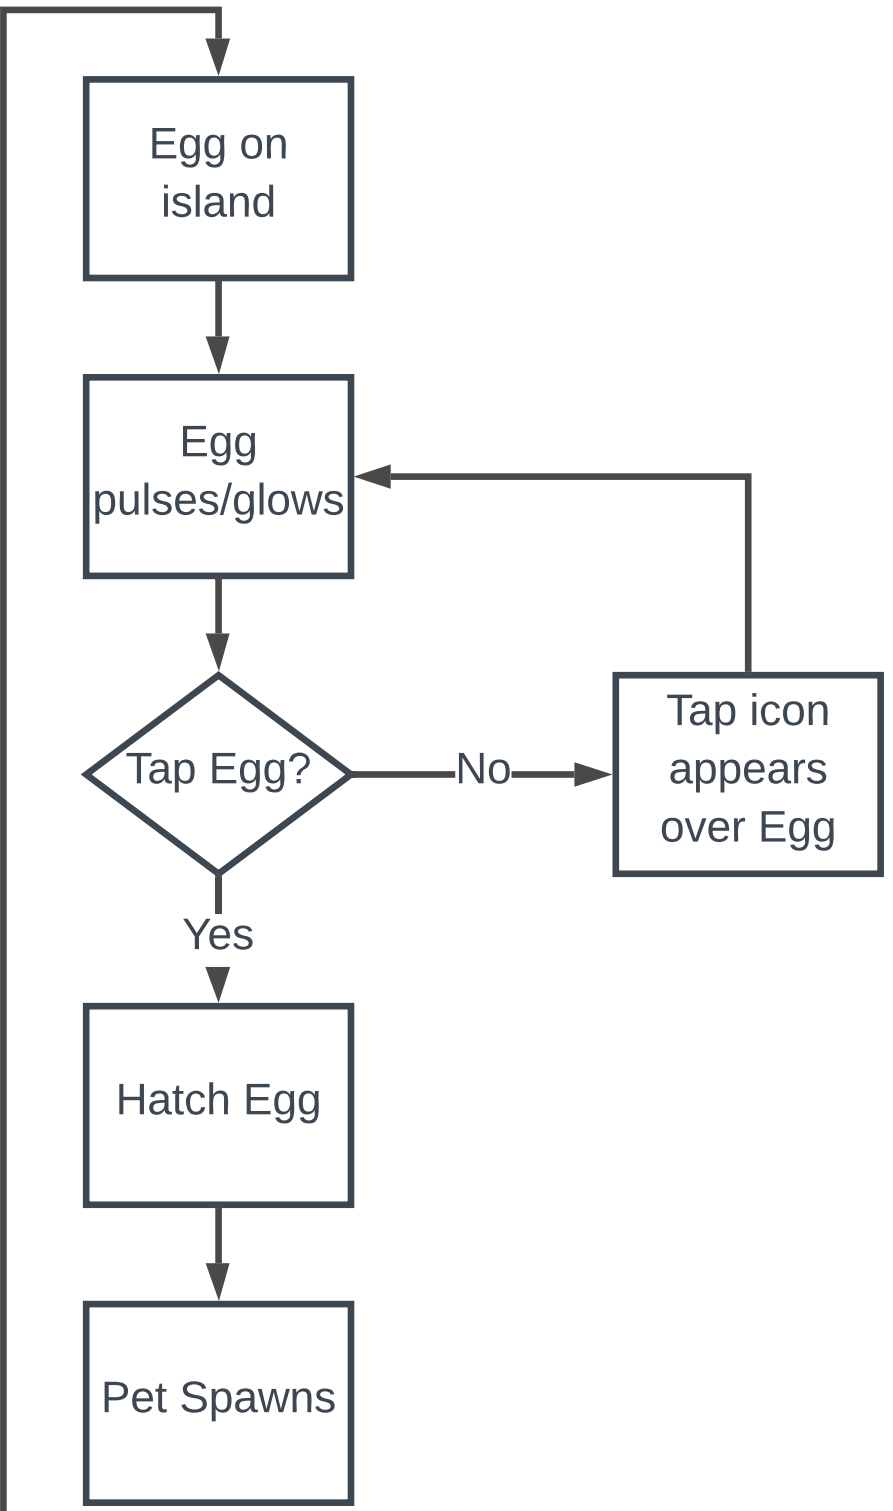 Egg on
island
Egg
pulses/glows
Tap Egg?
No
Tap icon
appears
over Egg
Yes
Hatch Egg
Pet Spawns